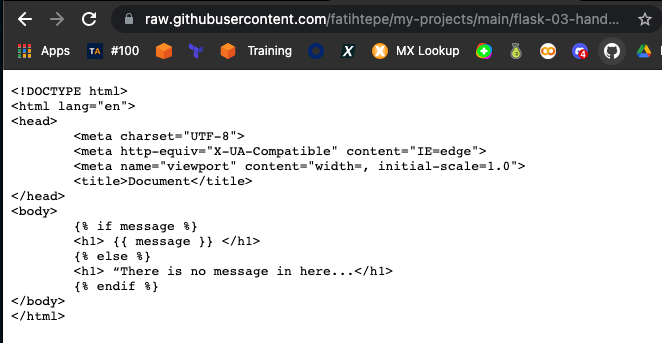 raw.githubusercontent.com/fatihtepe/my-projects/main/flask-03-hand...
Apps TA #100 Training X MX Lookup 4
<!DOCTYPE html>
<html lang="en">
<head>
<meta charset="UTF-8">
<meta http-equiv="X-UA-Compatible" content="IE=edge">
<meta name="viewport" content="width=, initial-scale=1.0">
<title>Document</title>
</head>
<body>
{% if message %}
<h1> {{ message }} </h1>
{% else %}
<h1> “There is no message in here...</h1>
{% endif %}
</body>
</html>